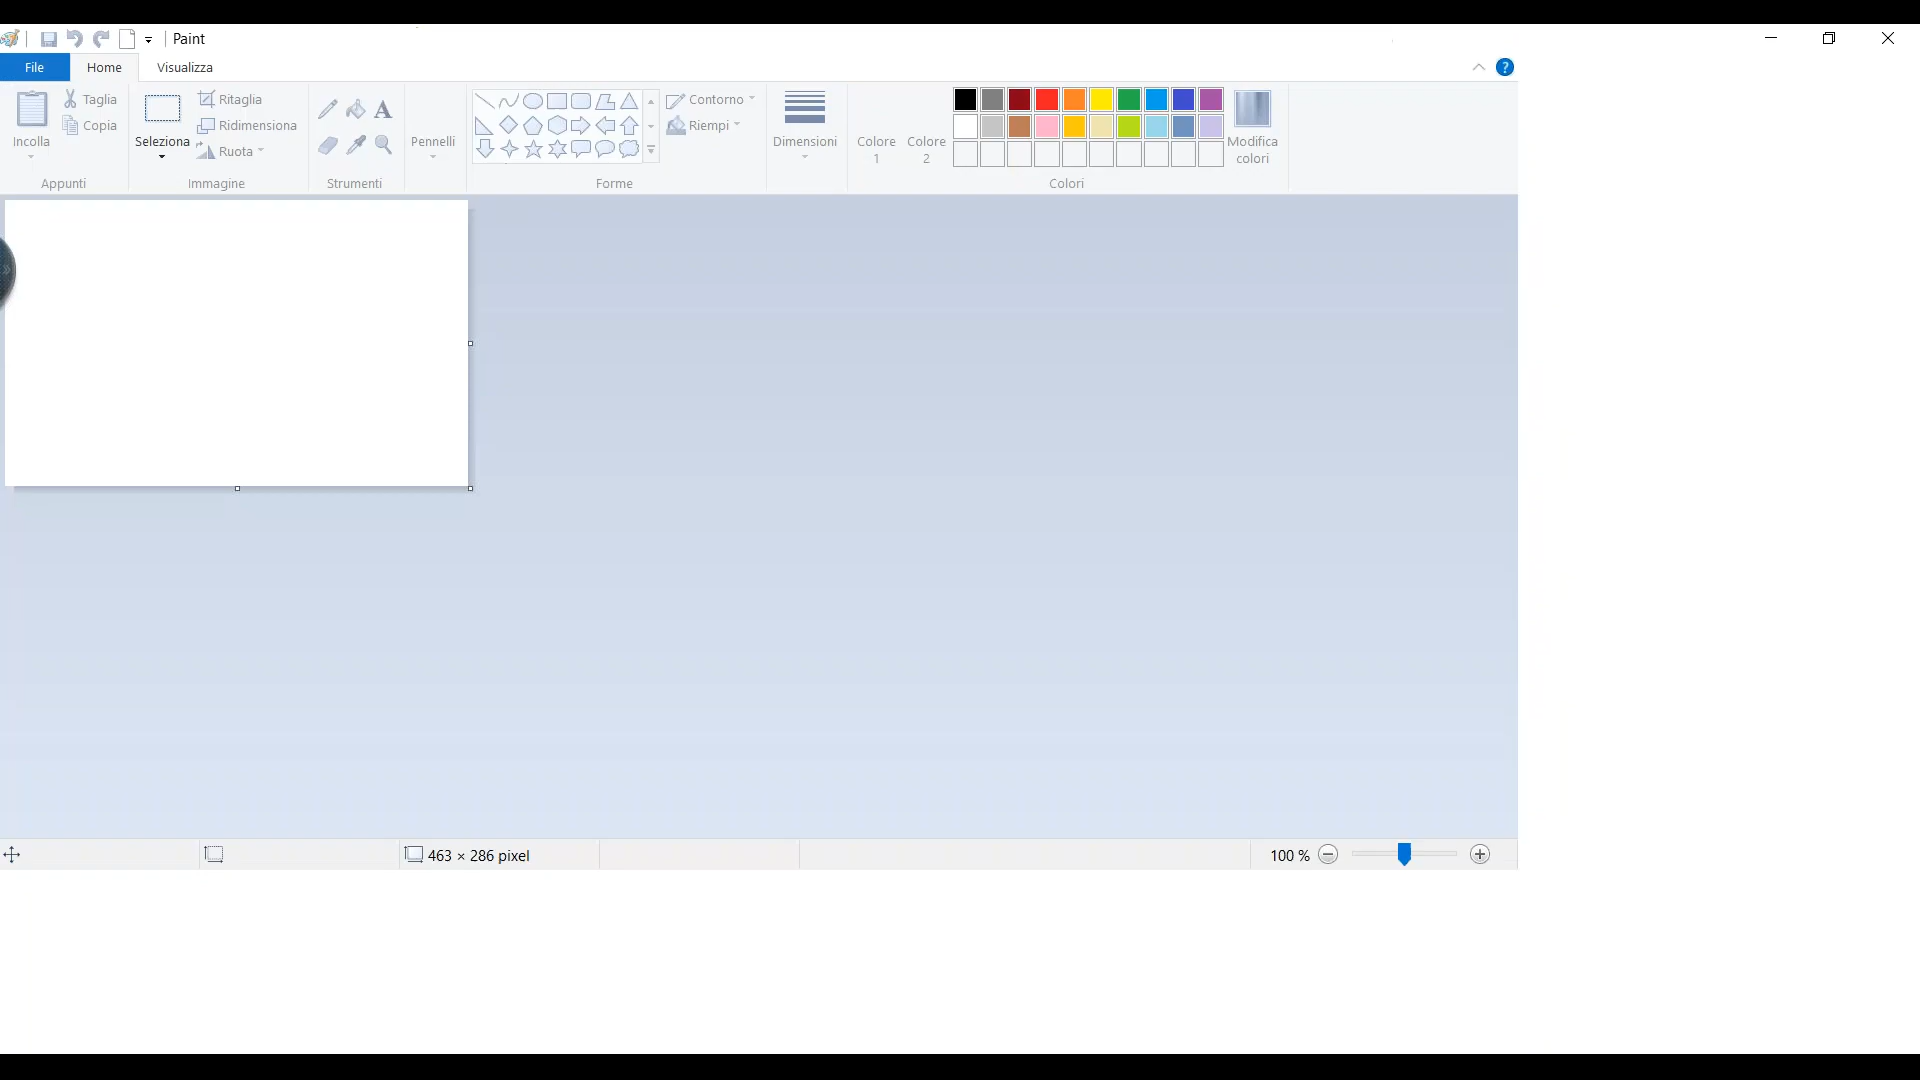 Paint
File Home Visualizza ?
Incolla
Taglia
Copia
Appunti
Seleziona
Ritaglia
Ridimensiona
Ruota
Immagine
A
Strumenti
Pennelli
Contorno
Riempi
Forme
Dimensioni
Colore
1
Colore
2
Modifica
colori
Colori
463 × 286 pixel
100 %